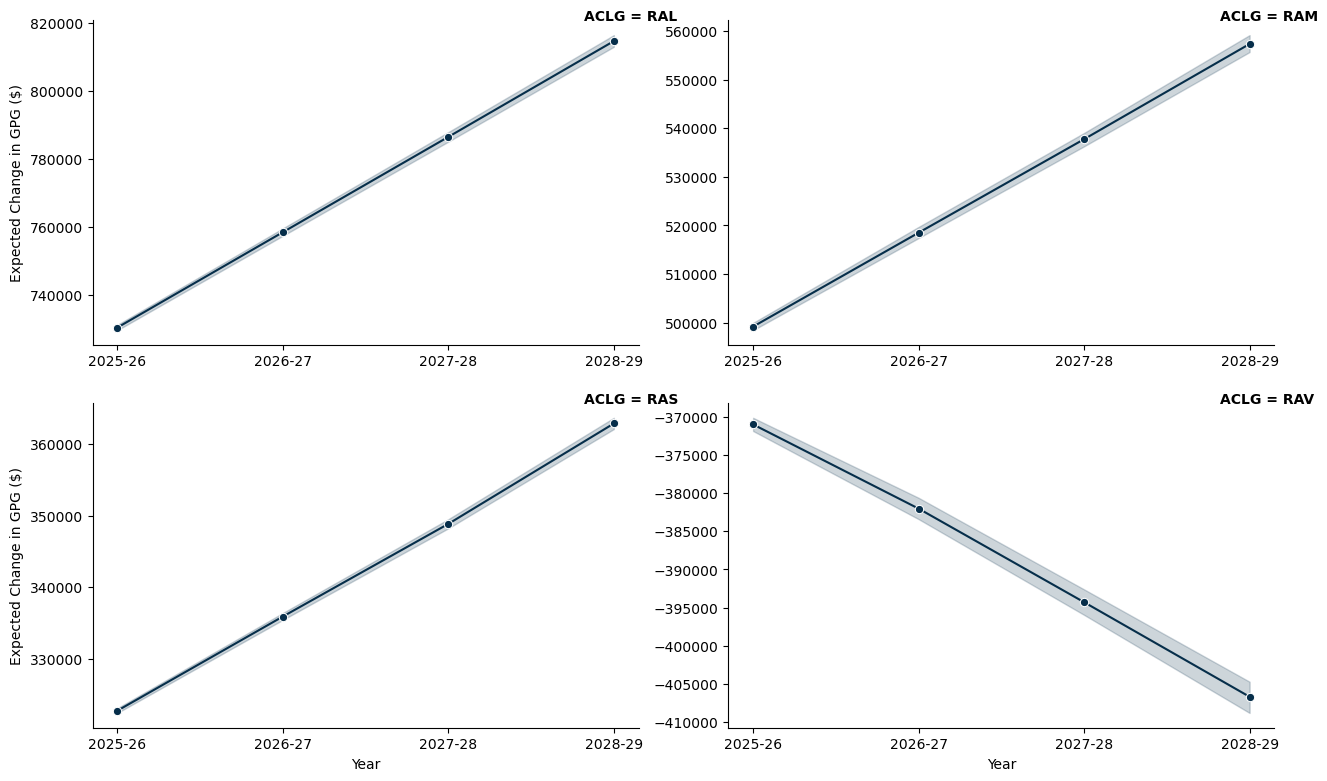 ACLG = RAL
Expected Change in GPG ($)
820000
800000
780000
760000
740000
2025-26 2026-27 2027-28 2028-29
ACLG = RAM
560000
550000
540000
530000
520000
510000
500000
2025-26 2026-27 2027-28 2028-29
ACLG = RAS
Expected Change in GPG ($)
360000
350000
340000
330000
2025-26 2026-27 2027-28 2028-29
Year
ACLG = RAV
−370000
−375000
−380000
−385000
−390000
−395000
−400000
−405000
−410000
2025-26 2026-27 2027-28 2028-29
Year